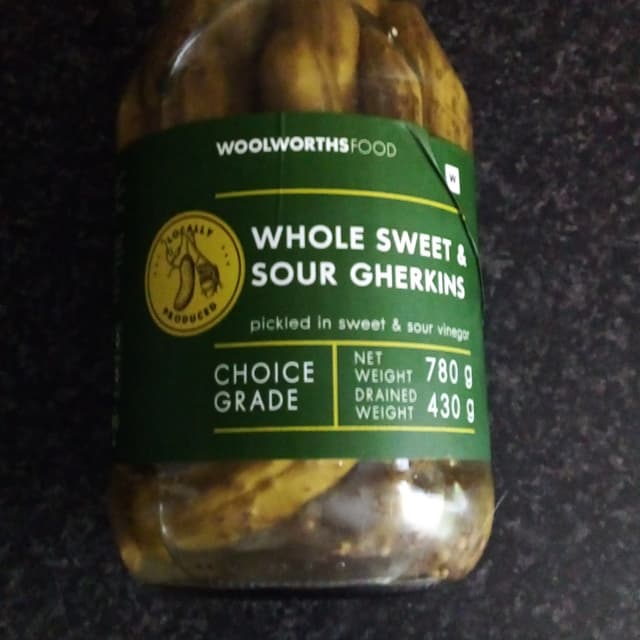 WOOLWORTHSFOOD
W
LOCALLY
PRODUCED
WHOLE SWEET &
SOUR GHERKINS
pickled in sweet & sour vinegar
CHOICE
GRADE
NET
WEIGHT 780 g
DRAINED
WEIGHT 430 g